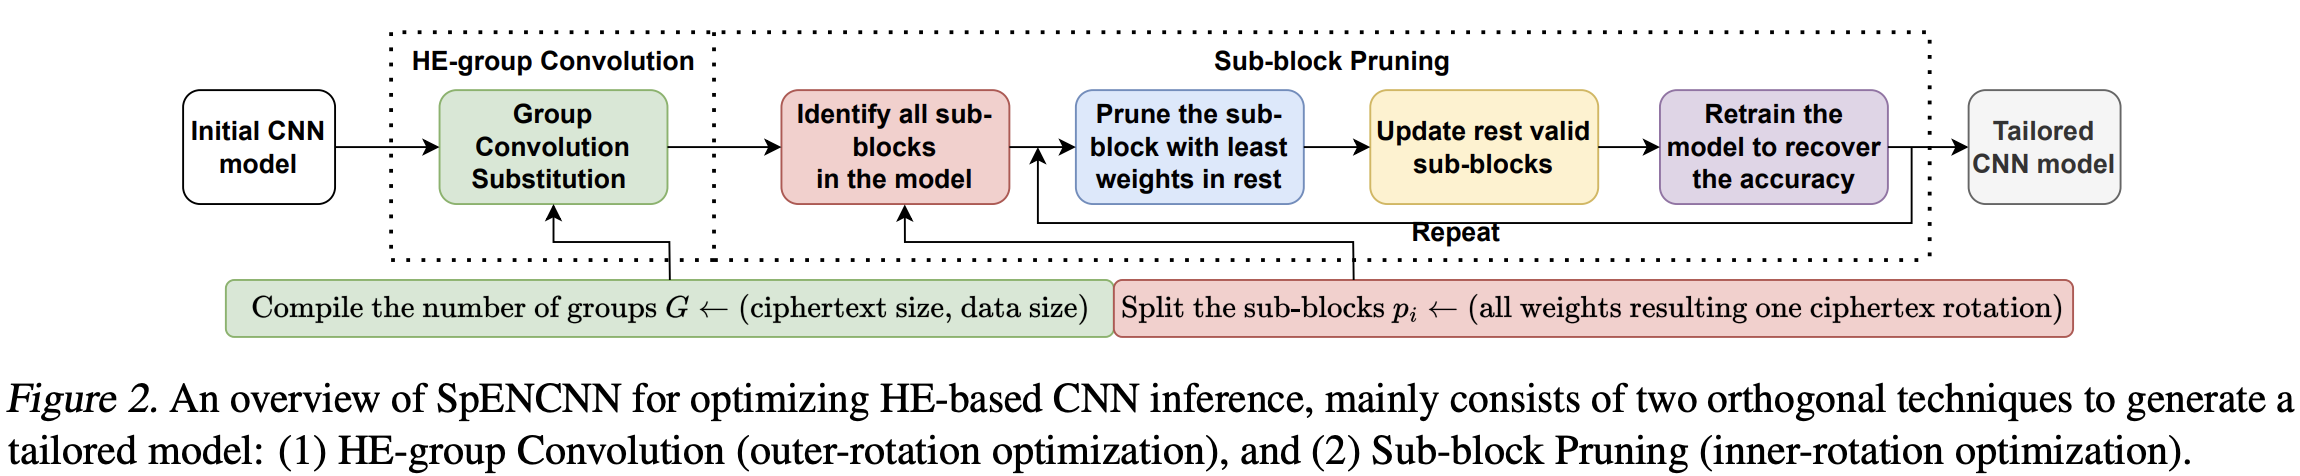 HE-group Convolution
Sub-block Pruning
Initial CNN
model
Group
Convolution
Substitution
Identify all sub-
blocks
in the model
Prune the sub-
block with least
weights in rest
Update rest valid
sub-blocks
Retrain the
model to recover
the accuracy
Tailored
CNN model
Repeat
Compile the number of groups G ← (ciphertext size, data size)
Split the sub-blocks pᵢ ← (all weights resulting one ciphertex rotation)
Figure 2. An overview of SpENCNN for optimizing HE-based CNN inference, mainly consists of two orthogonal techniques to generate a
tailored model: (1) HE-group Convolution (outer-rotation optimization), and (2) Sub-block Pruning (inner-rotation optimization).